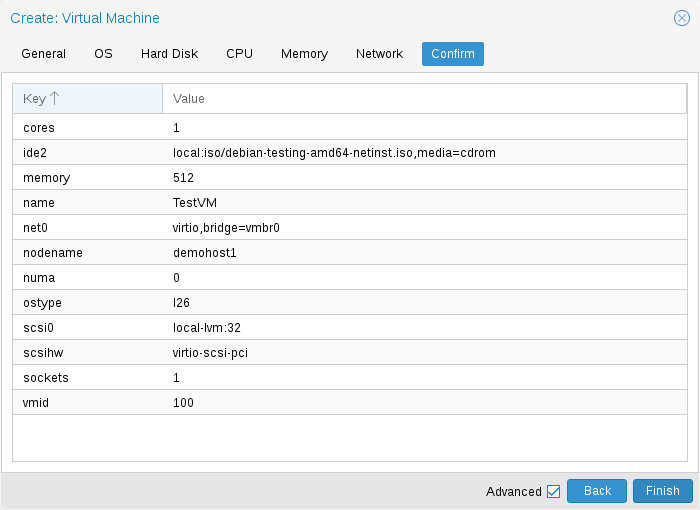 Create: Virtual Machine
General OS Hard Disk CPU Memory Network Confirm
Key Value
cores 1
ide2 local:iso/debian-testing-amd64-netinst.iso,media=cdrom
memory 512
name TestVM
net0 virtio,bridge=vmbr0
nodename demohost1
numa 0
ostype l26
scsi0 local-lvm:32
scsihw virtio-scsi-pci
sockets 1
vmid 100
Advanced Back Finish